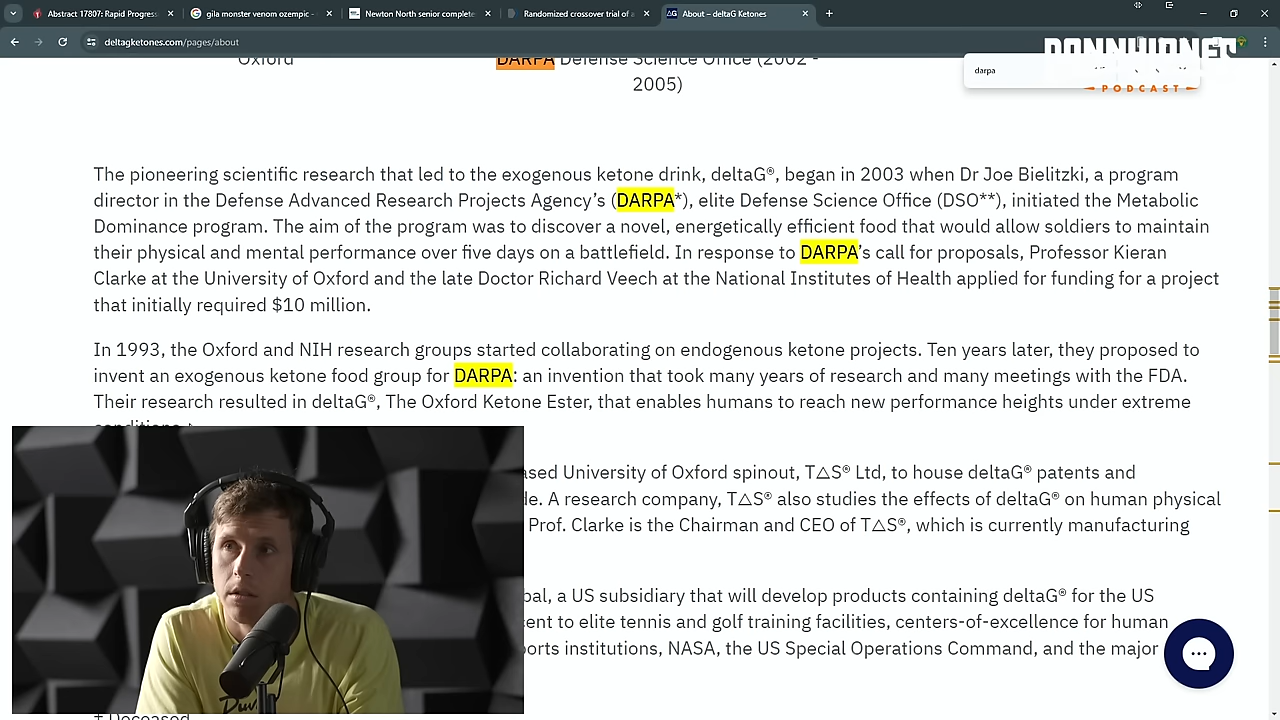 Abstract 17807: Rapid Progress
gila monster venom ozempic -
Newton North senior complete
Randomized crossover trial of a
About – deltaG Ketones
deltagketones.com/pages/about
darpa
PODCAST
Oxford
DARPA Defense Science Office (2002 -
2005)
The pioneering scientific research that led to the exogenous ketone drink, deltaG®, began in 2003 when Dr Joe Bielitzki, a program
director in the Defense Advanced Research Projects Agency’s (DARPA*), elite Defense Science Office (DSO**), initiated the Metabolic
Dominance program. The aim of the program was to discover a novel, energetically efficient food that would allow soldiers to maintain
their physical and mental performance over five days on a battlefield. In response to DARPA’s call for proposals, Professor Kieran
Clarke at the University of Oxford and the late Doctor Richard Veech at the National Institutes of Health applied for funding for a project
that initially required $10 million.
In 1993, the Oxford and NIH research groups started collaborating on endogenous ketone projects. Ten years later, they proposed to
invent an exogenous ketone food group for DARPA: an invention that took many years of research and many meetings with the FDA.
Their research resulted in deltaG®, The Oxford Ketone Ester, that enables humans to reach new performance heights under extreme
University of Oxford spinout, T△S® Ltd, to house deltaG® patents and
A research company, T△S® also studies the effects of deltaG® on human physical
Prof. Clarke is the Chairman and CEO of T△S®, which is currently manufacturing
a US subsidiary that will develop products containing deltaG® for the US
to elite tennis and golf training facilities, centers-of-excellence for human
institutions, NASA, the US Special Operations Command, and the major
Deceased